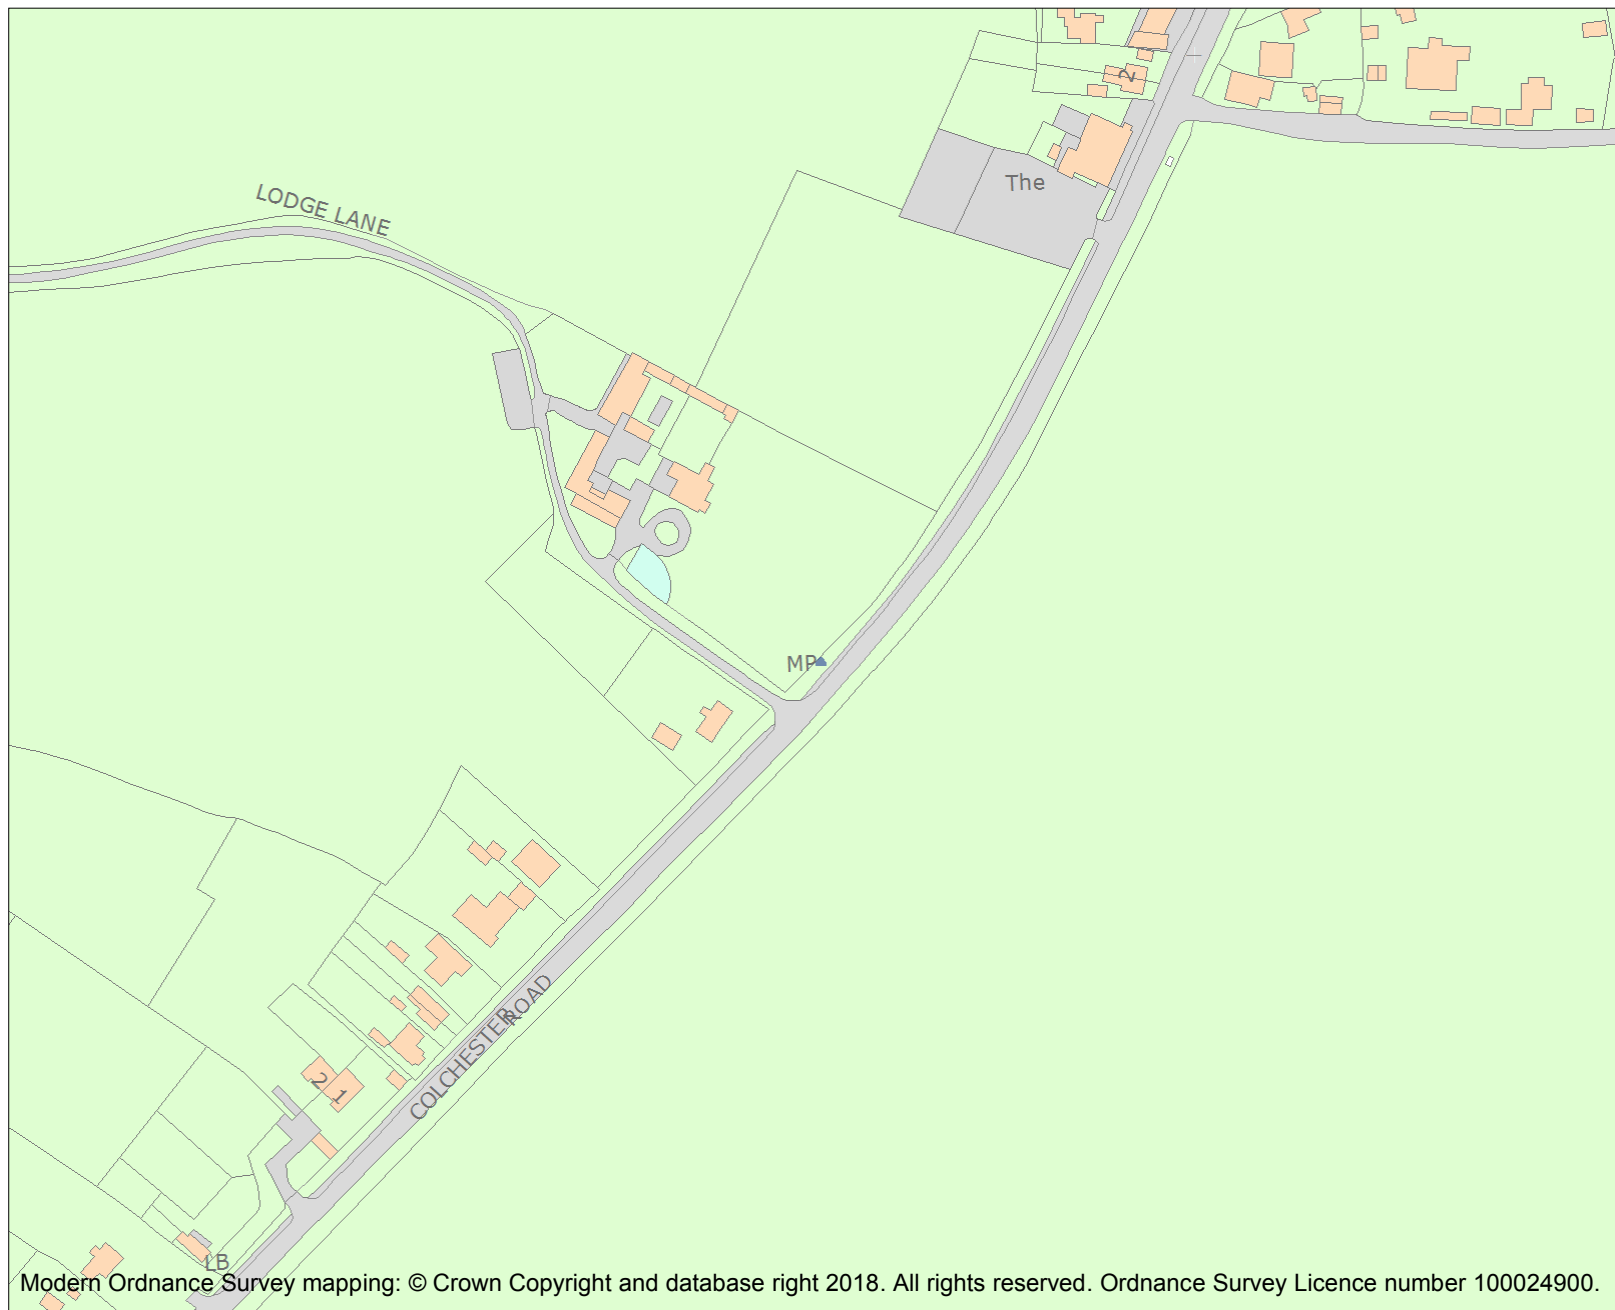 2
The
LODGE LANE
MP
COLCHESTER ROAD
2
1
LB
Modern Ordnance Survey mapping: © Crown Copyright and database right 2018. All rights reserved. Ordnance Survey Licence number 100024900.